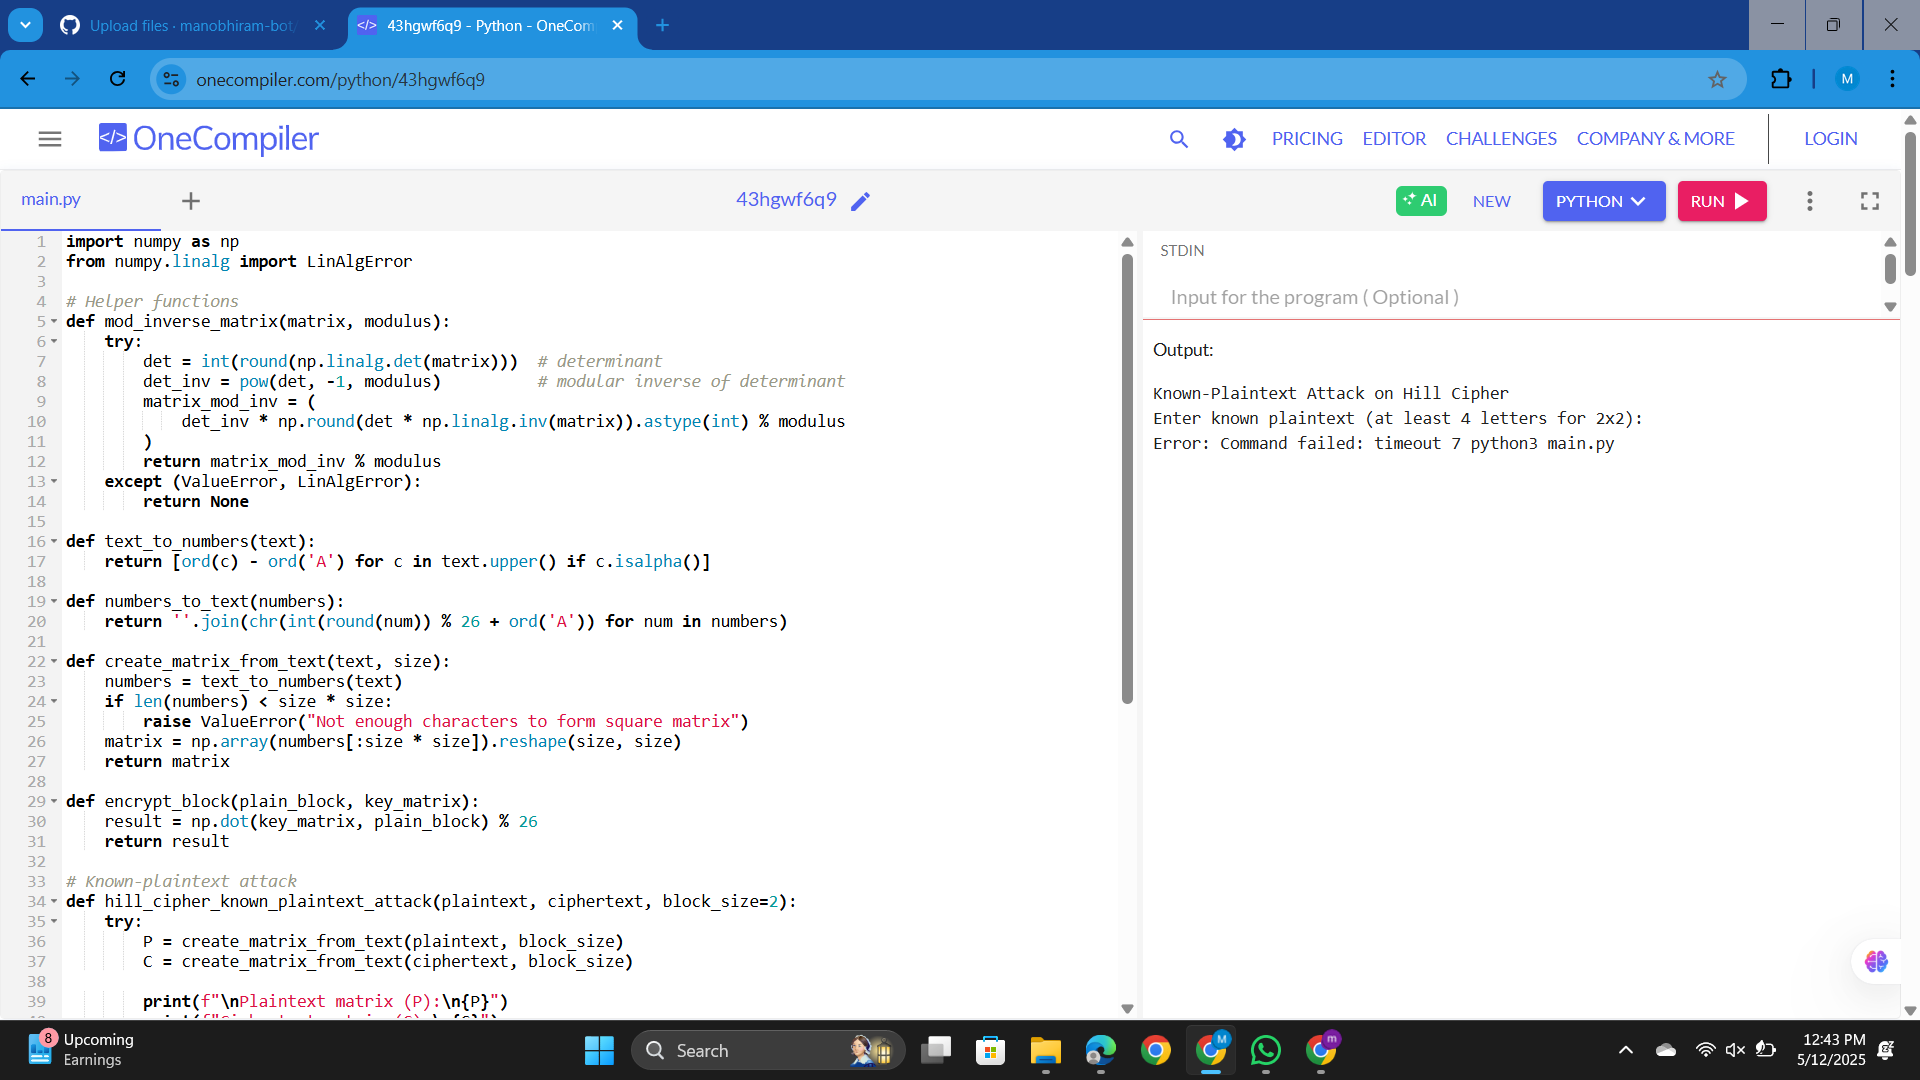 Upload files · manobhiram-bot/
43hgwf6q9 - Python - OneCom
onecompiler.com/python/43hgwf6q9
M
</> OneCompiler
PRICING
EDITOR
CHALLENGES
COMPANY & MORE
LOGIN
main.py
43hgwf6q9
AI
NEW
PYTHON
RUN
1 import numpy as np
2 from numpy.linalg import LinAlgError
3
4 # Helper functions
5 def mod_inverse_matrix(matrix, modulus):
6 try:
7 det = int(round(np.linalg.det(matrix))) # determinant
8 det_inv = pow(det, -1, modulus) # modular inverse of determinant
9 matrix_mod_inv = (
10 det_inv * np.round(det * np.linalg.inv(matrix)).astype(int) % modulus
11 )
12 return matrix_mod_inv % modulus
13 except (ValueError, LinAlgError):
14 return None
15
16 def text_to_numbers(text):
17 return [ord(c) - ord('A') for c in text.upper() if c.isalpha()]
18
19 def numbers_to_text(numbers):
20 return ''.join(chr(int(round(num)) % 26 + ord('A')) for num in numbers)
21
22 def create_matrix_from_text(text, size):
23 numbers = text_to_numbers(text)
24 if len(numbers) < size * size:
25 raise ValueError("Not enough characters to form square matrix")
26 matrix = np.array(numbers[:size * size]).reshape(size, size)
27 return matrix
28
29 def encrypt_block(plain_block, key_matrix):
30 result = np.dot(key_matrix, plain_block) % 26
31 return result
32
33 # Known-plaintext attack
34 def hill_cipher_known_plaintext_attack(plaintext, ciphertext, block_size=2):
35 try:
36 P = create_matrix_from_text(plaintext, block_size)
37 C = create_matrix_from_text(ciphertext, block_size)
38
39 print(f"\nPlaintext matrix (P):\n{P}")
STDIN
Input for the program ( Optional )
Output:
Known-Plaintext Attack on Hill Cipher
Enter known plaintext (at least 4 letters for 2x2):
Error: Command failed: timeout 7 python3 main.py
8
Upcoming
Earnings
Search
M
m
12:43 PM
5/12/2025